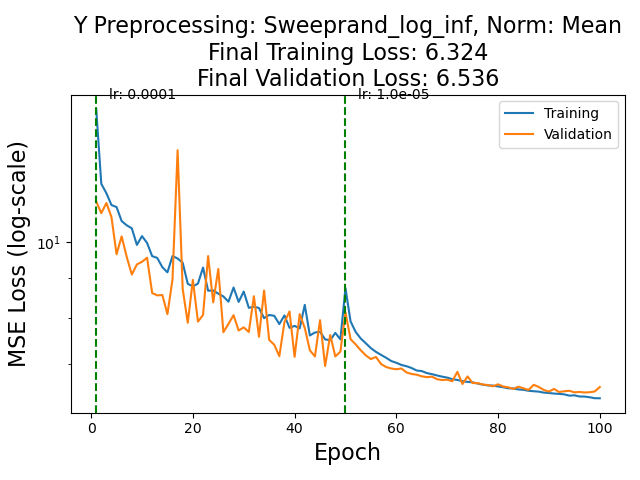 Y Preprocessing: Sweeprand_log_inf, Norm: Mean
Final Training Loss: 6.324
Final Validation Loss: 6.536
lr: 0.0001
lr: 1.0e-05
Training
Validation
MSE Loss (log-scale)
10¹
0 20 40 60 80 100
Epoch